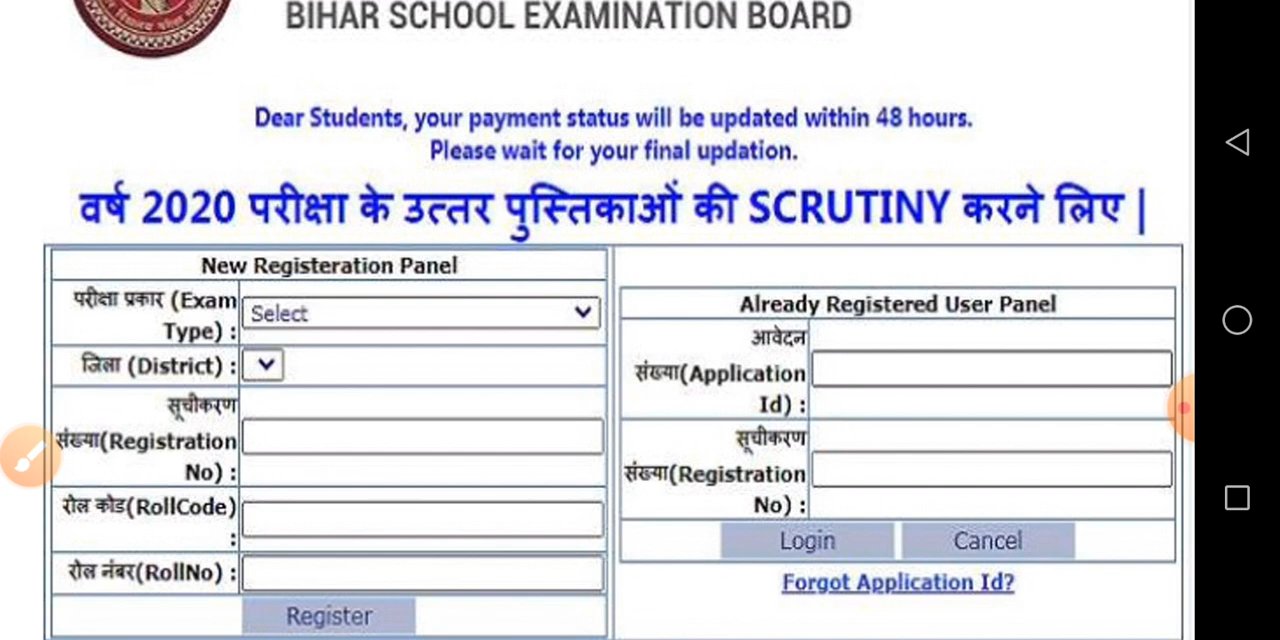 BIHAR SCHOOL EXAMINATION BOARD
Dear Students, your payment status will be updated within 48 hours.
Please wait for your final updation.
वर्ष 2020 परीक्षा के उत्तर पुस्तिकाओं की SCRUTINY करने लिए |
New Registeration Panel
परीक्षा प्रकार (Exam
Type) :
Select
जिला (District) :
सूचीकरण
संख्या(Registration
No) :
रोल कोड(RollCode)
:
रोल नंबर(RollNo) :
Register
Already Registered User Panel
आवेदन
संख्या(Application
Id) :
सूचीकरण
संख्या(Registration
No) :
Login
Cancel
Forgot Application Id?